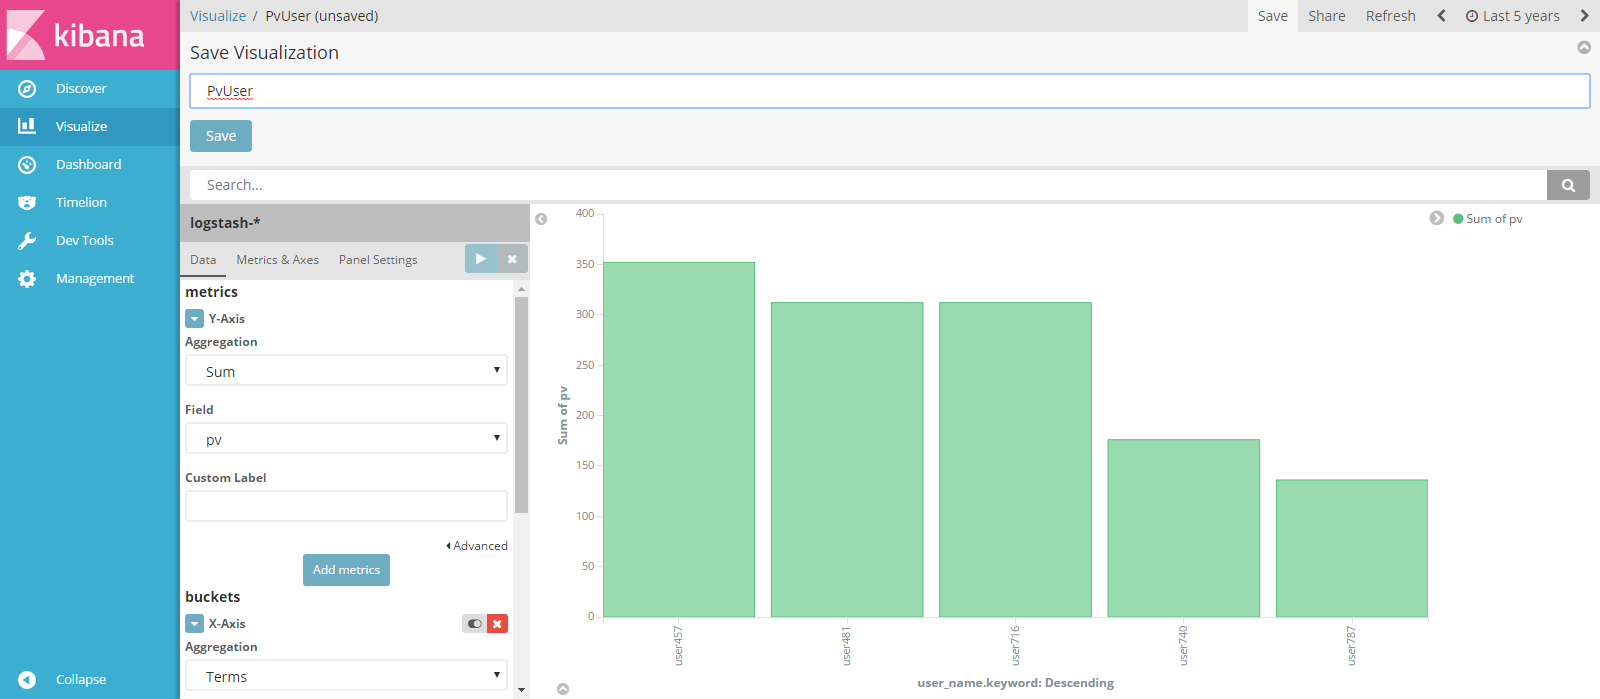 kibana
Discover
Visualize
Dashboard
Timelion
Dev Tools
Management
Collapse
Visualize / PvUser (unsaved)
Save Share Refresh Last 5 years
Save Visualization
PvUser
Save
Search...
logstash-*
Data Metrics & Axes Panel Settings
metrics
Y-Axis
Aggregation
Sum
Field
pv
Custom Label
Advanced
Add metrics
buckets
X-Axis
Aggregation
Terms
400
350
300
250
200
150
100
50
0
Sum of pv
user457
user481
user716
user740
user787
user_name.keyword: Descending
Sum of pv